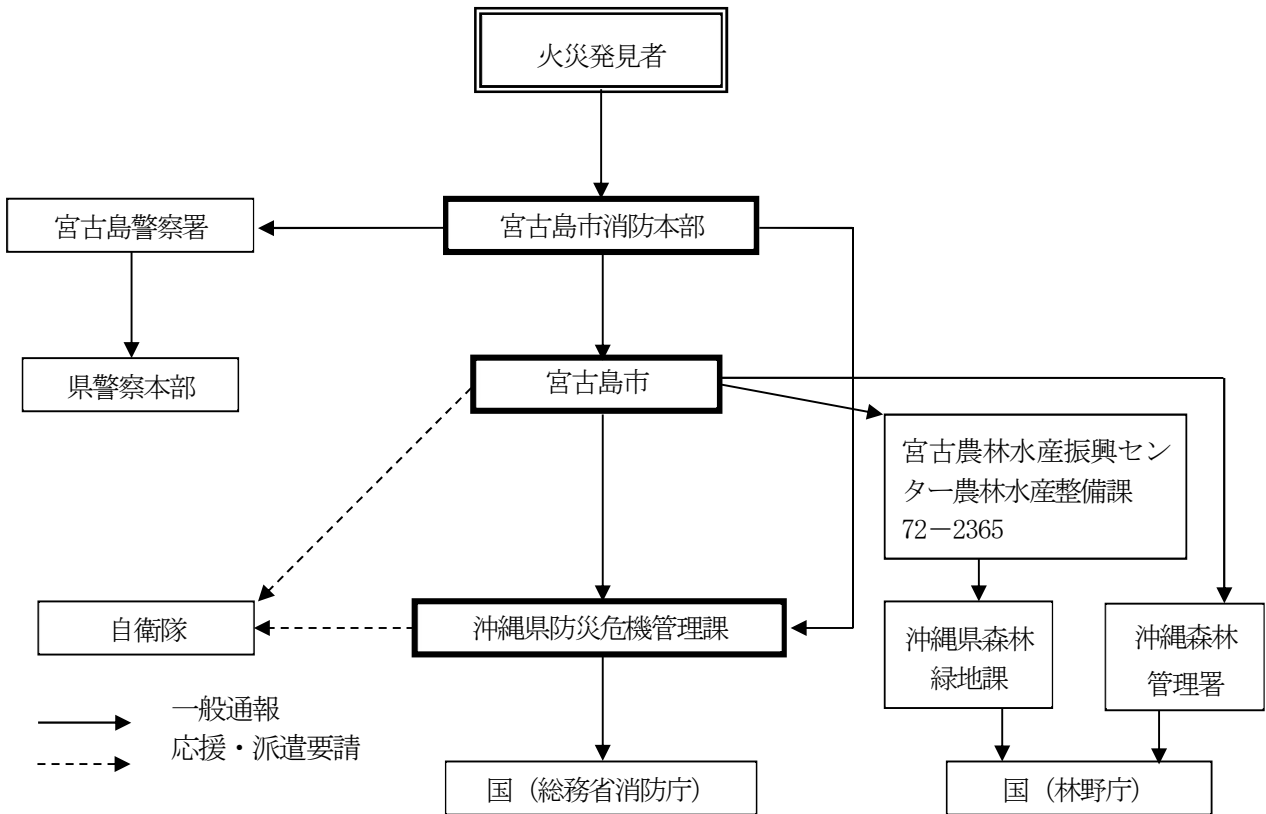 火災発見者
宮古島警察署
宮古島市消防本部
県警察本部
宮古島市
宮古農林水産振興セン
ター農林水産整備課
72-2365
自衛隊
沖縄県防災危機管理課
沖縄県森林
緑地課
沖縄森林
管理署
一般通報
応援・派遣要請
国（総務省消防庁）
国（林野庁）